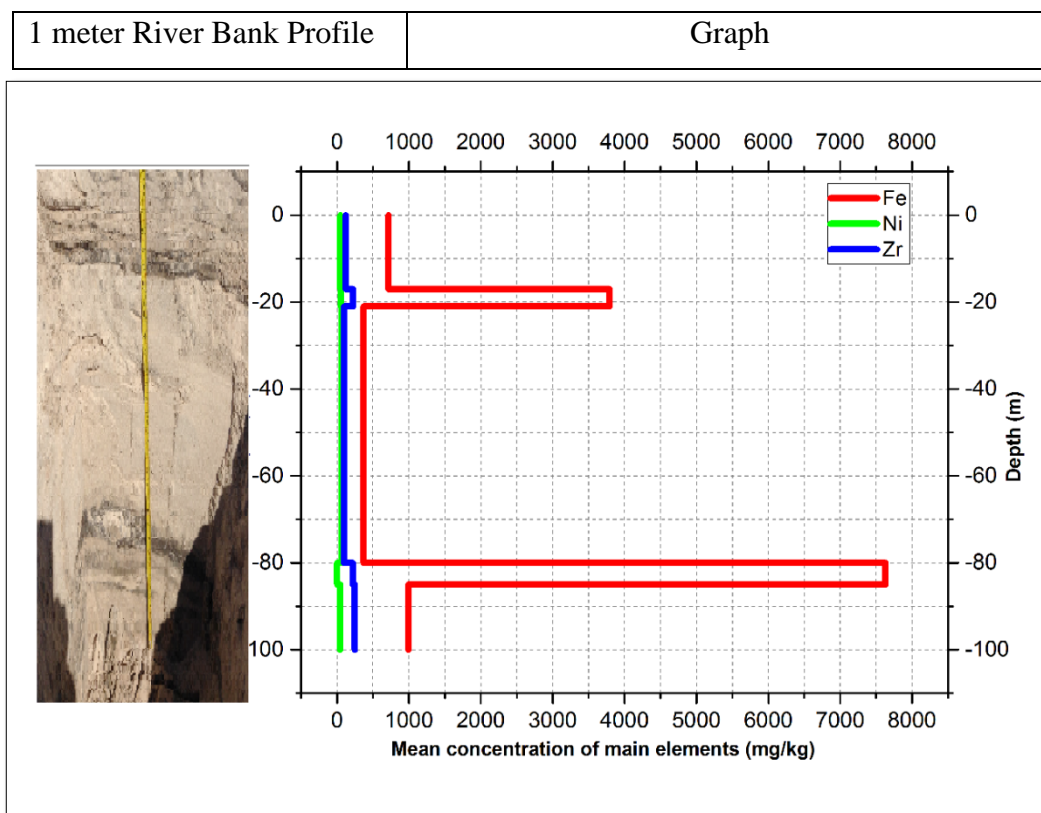 1 meter River Bank Profile Graph
0 1000 2000 3000 4000 5000 6000 7000 8000
Fe
Ni
Zr
0 0
-20 -20
-40 -40
-60 -60
-80 -80
100 -100
Depth (m)
0 1000 2000 3000 4000 5000 6000 7000 8000
Mean concentration of main elements (mg/kg)